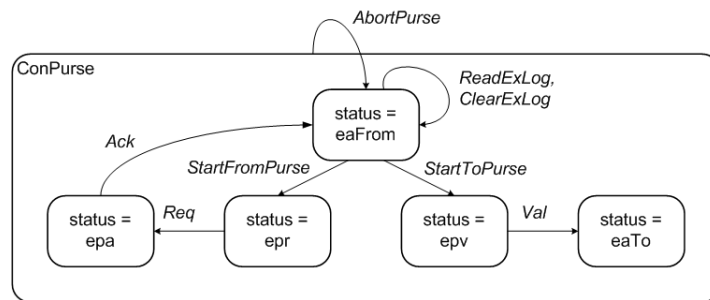 AbortPurse
ConPurse
ReadExLog,
ClearExLog
status =
eaFrom
Ack
StartFromPurse
StartToPurse
status =
epa
Req
status =
epr
status =
epv
Val
status =
eaTo